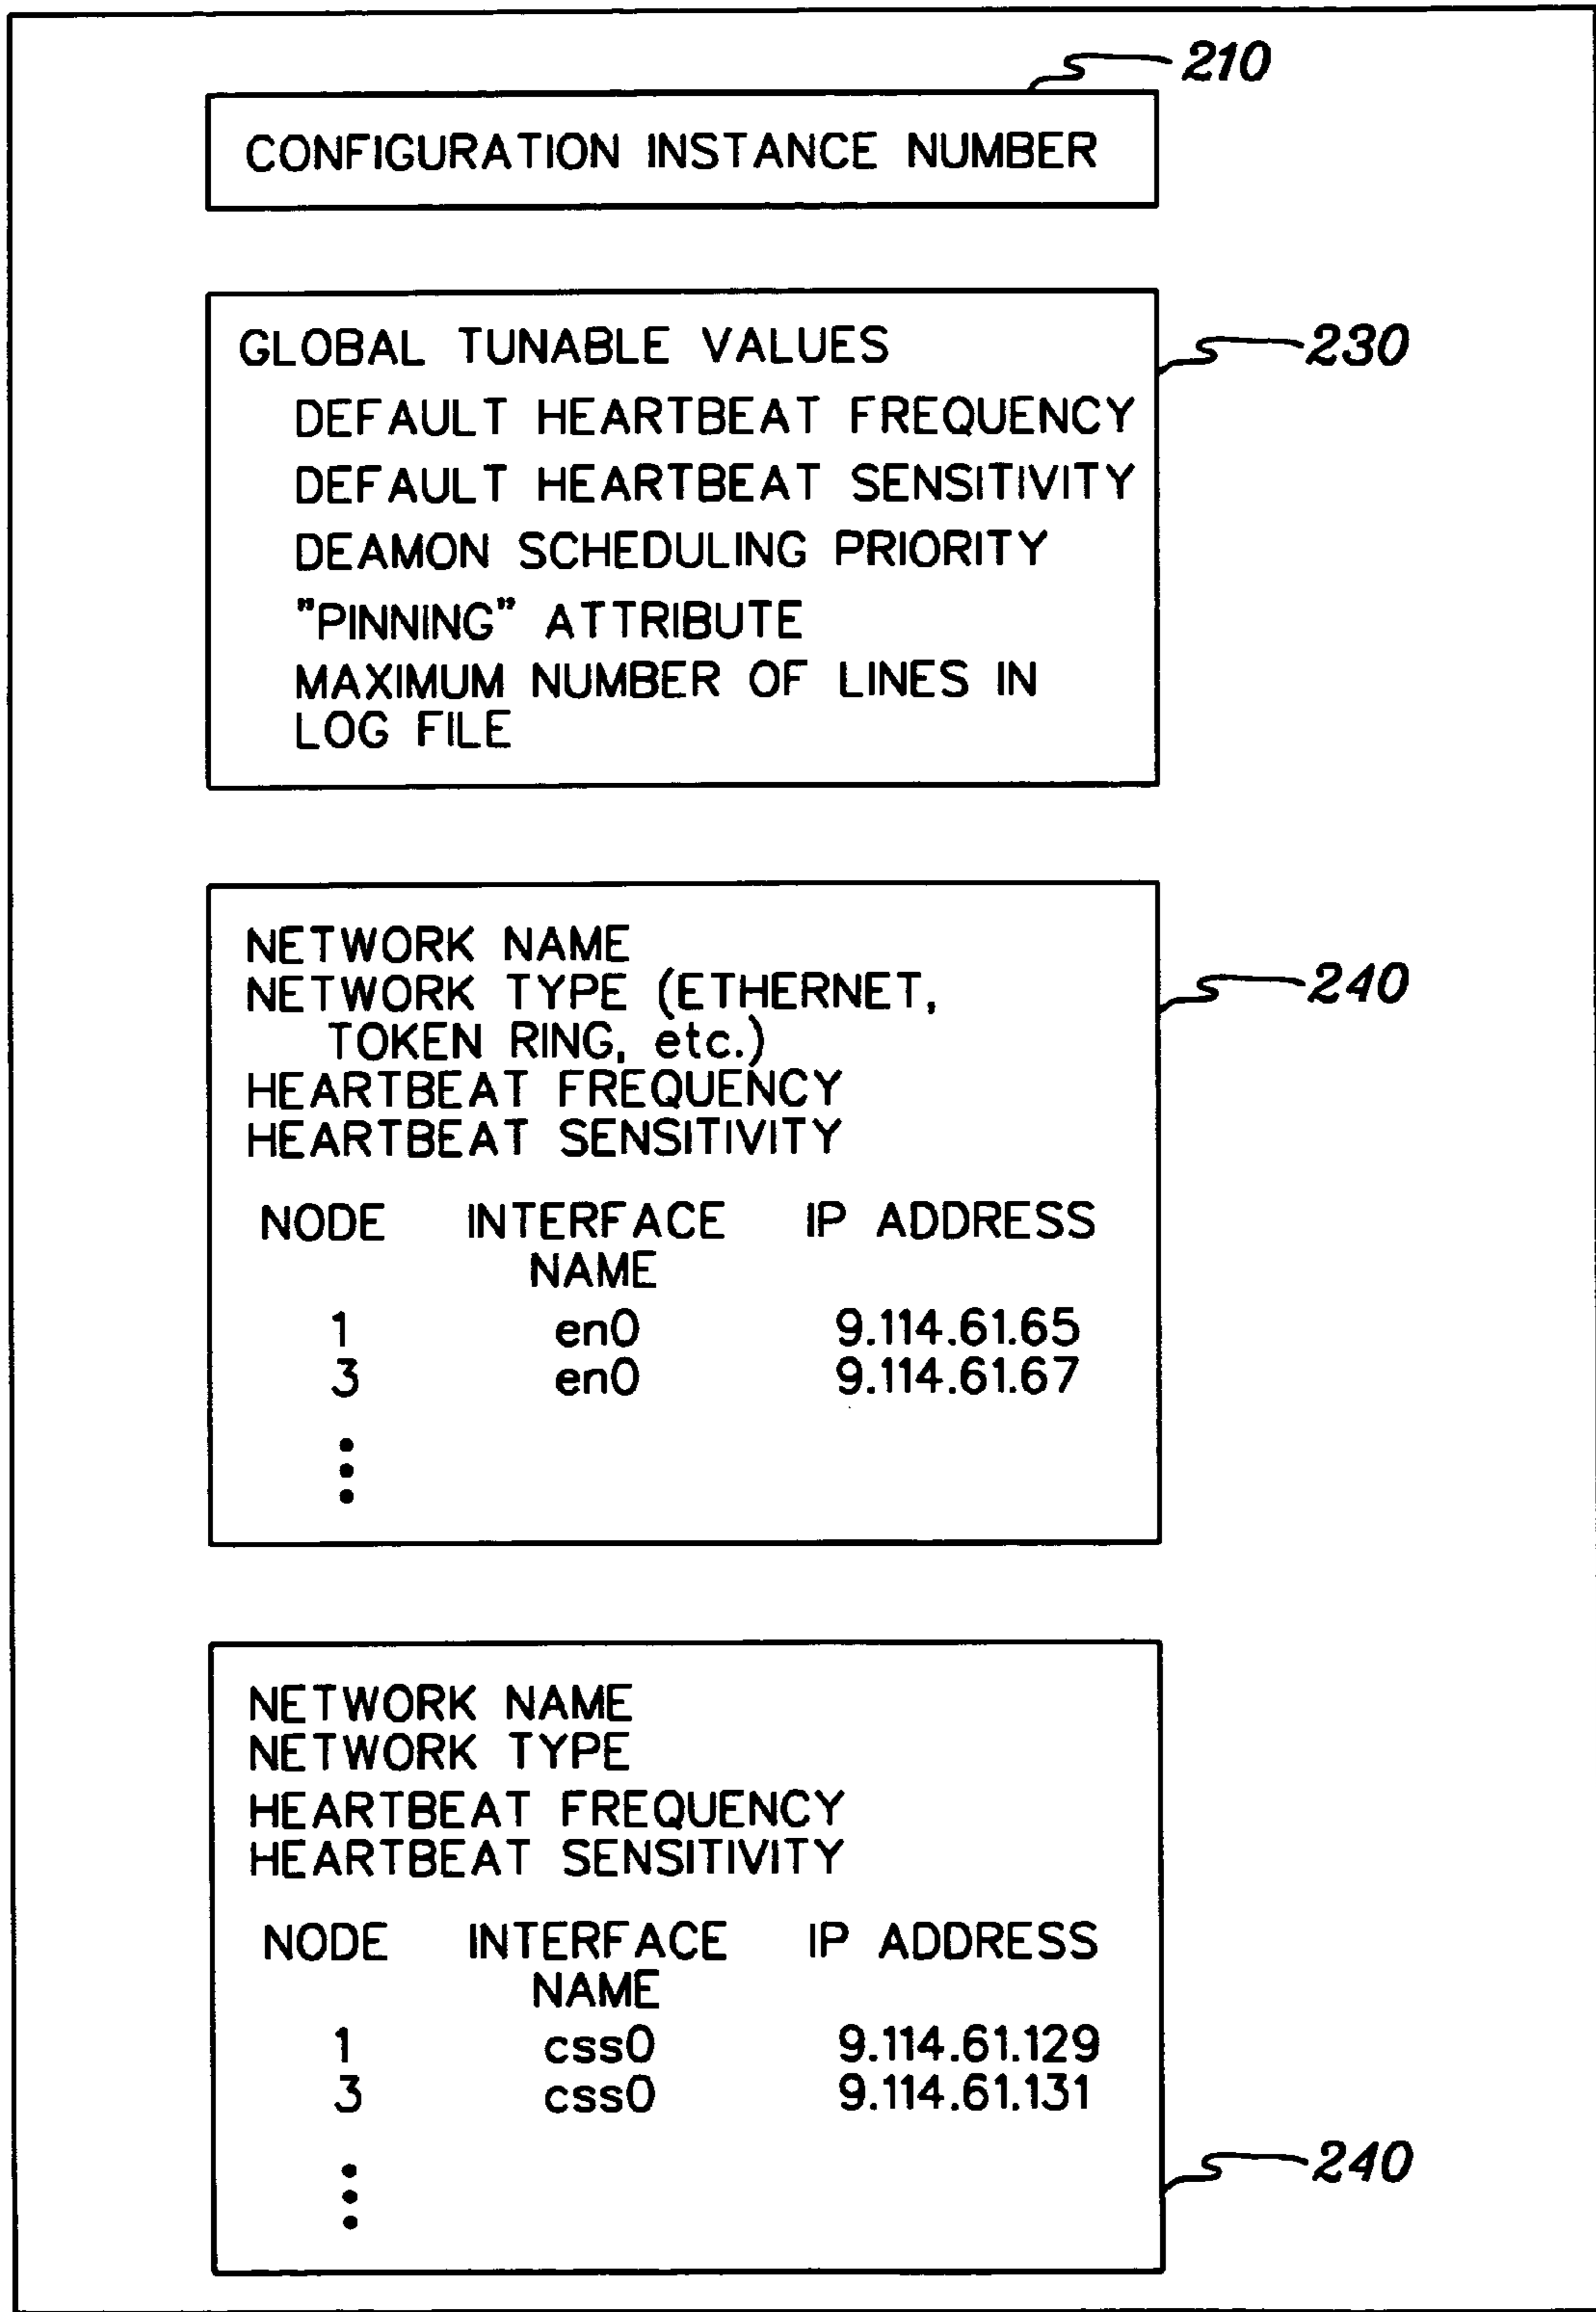 210
CONFIGURATION INSTANCE NUMBER
GLOBAL TUNABLE VALUES
230
DEFAULT HEARTBEAT FREQUENCY
DEFAULT HEARTBEAT SENSITIVITY
DEAMON SCHEDULING PRIORITY
"PINNING" ATTRIBUTE
MAXIMUM NUMBER OF LINES IN
LOG FILE
NETWORK NAME
NETWORK TYPE (ETHERNET,
240
TOKEN RING, etc.)
HEARTBEAT FREQUENCY
HEARTBEAT SENSITIVITY
NODE INTERFACE IP ADDRESS
NAME
1 en0 9.114.61.65
3 en0 9.114.61.67
NETWORK NAME
NETWORK TYPE
HEARTBEAT FREQUENCY
HEARTBEAT SENSITIVITY
NODE INTERFACE IP ADDRESS
NAME
1 css0 9.114.61.129
3 css0 9.114.61.131
240